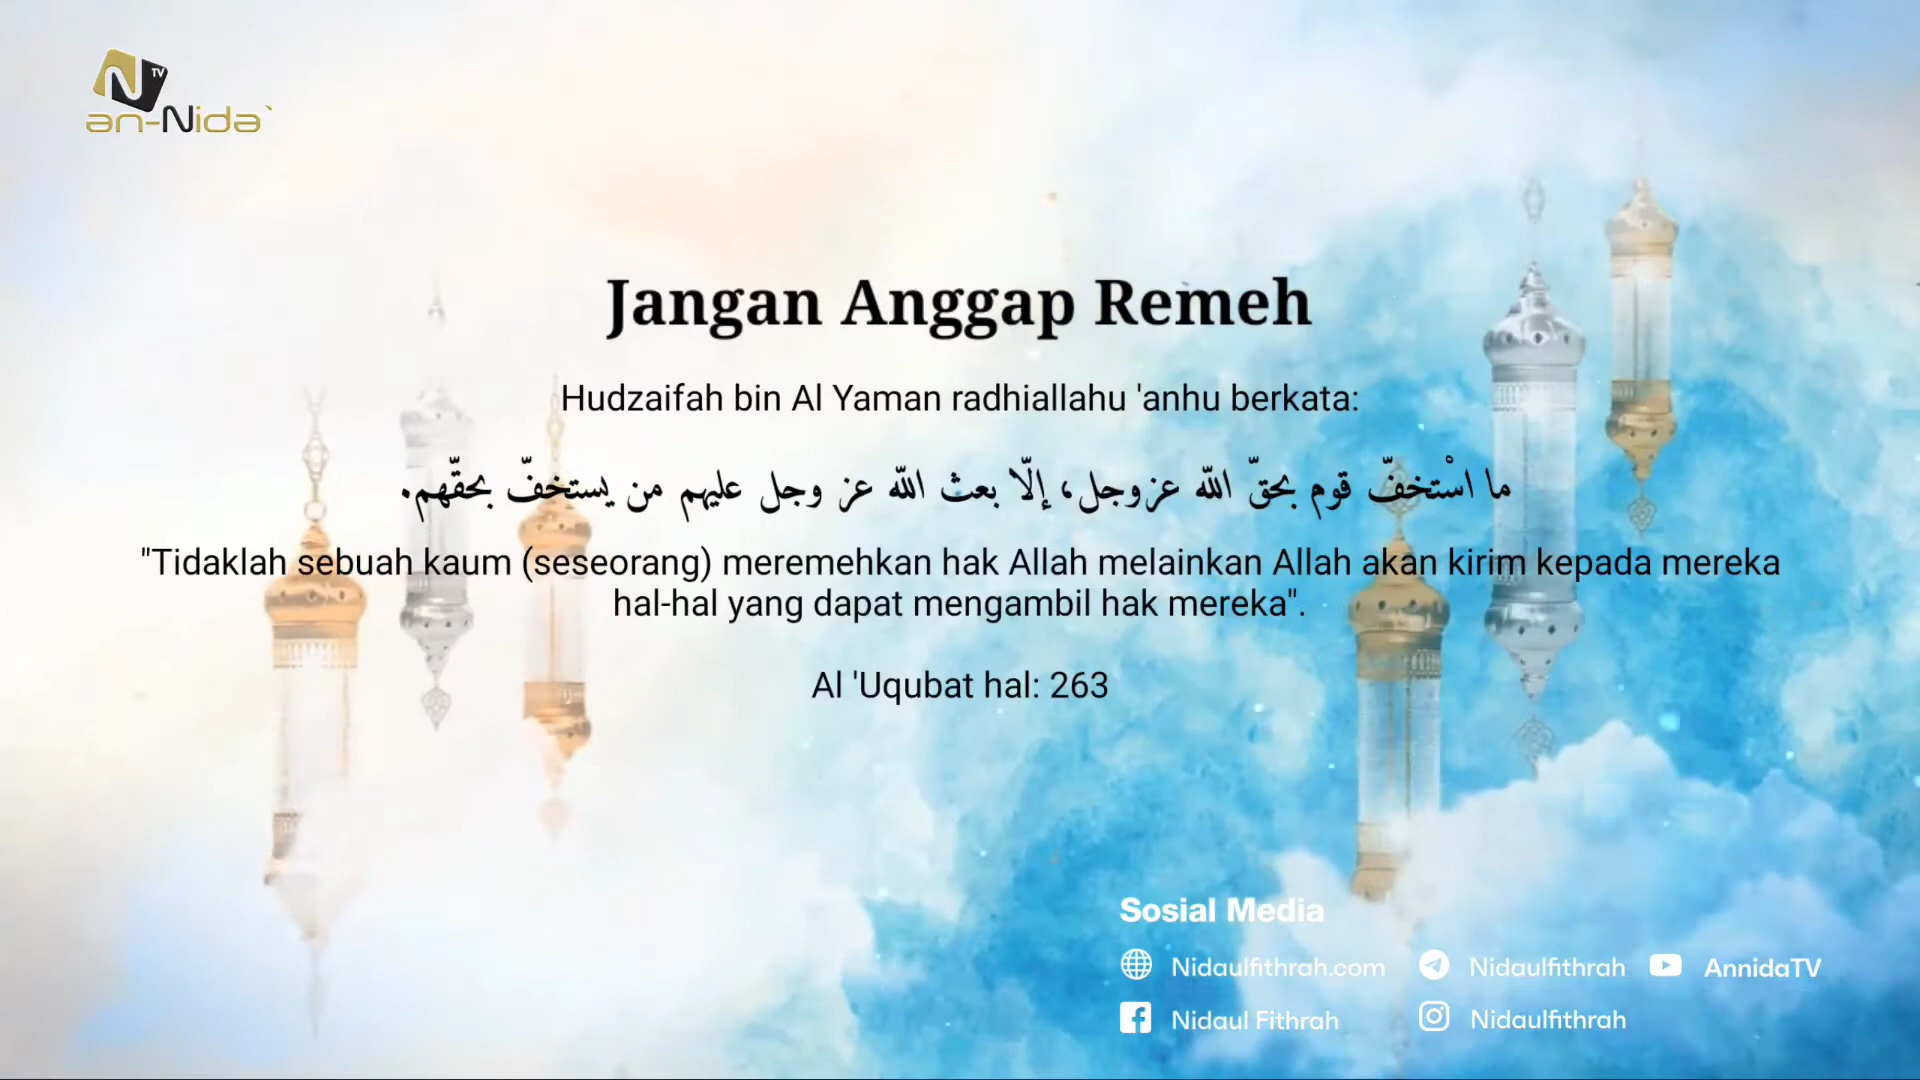 N TV
an-Nida`
Jangan Anggap Remeh
Hudzaifah bin Al Yaman radhiallahu 'anhu berkata:
ما اسْتخفّ قوم بحقّ الله عزوجل، إلّا بعث الله عز وجل عليهم من يستخفّ بحقّهم.
"Tidaklah sebuah kaum (seseorang) meremehkan hak Allah melainkan Allah akan kirim kepada mereka
hal-hal yang dapat mengambil hak mereka".
Al 'Uqubat hal: 263
Sosial Media
Nidaulfithrah.com Nidaulfithrah AnnidaTV
Nidaul Fithrah Nidaulfithrah